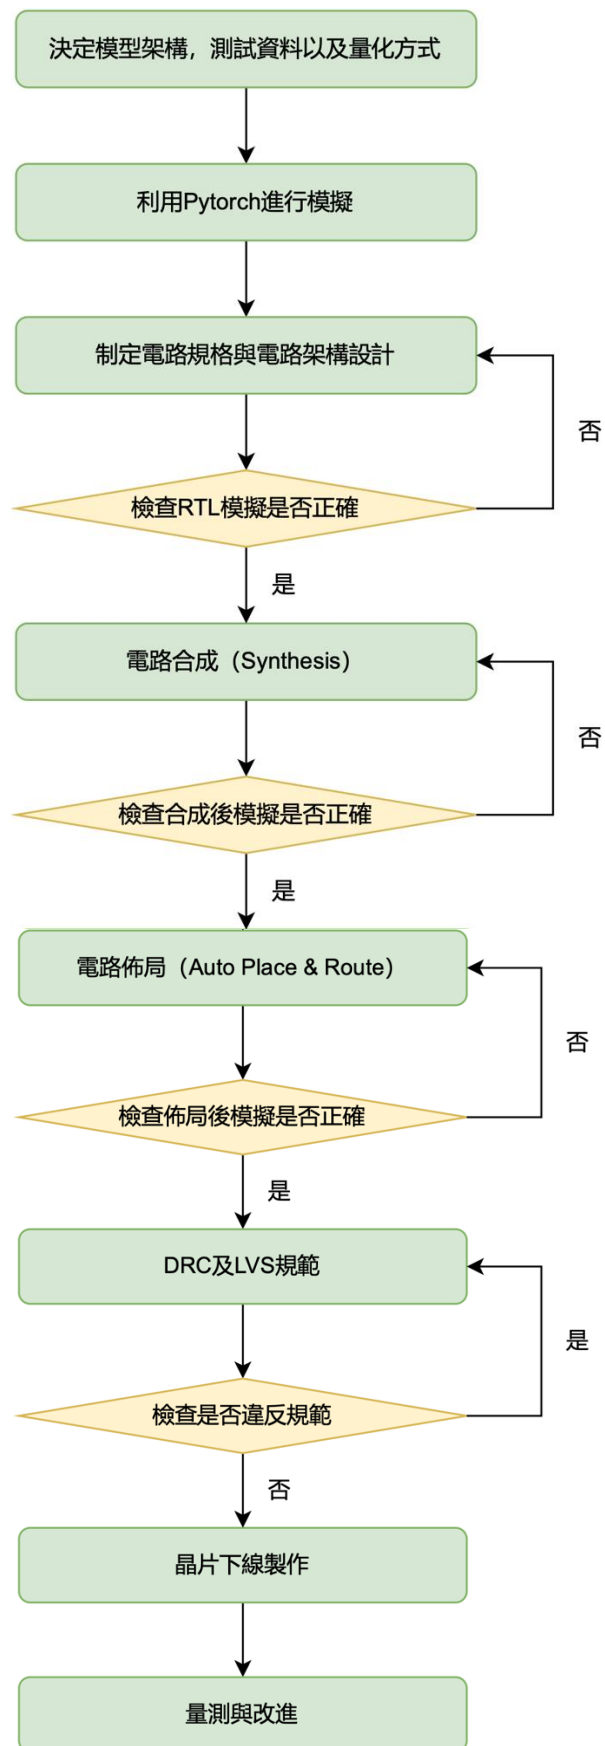 決定模型架構，測試資料以及量化方式
利用Pytorch進行模擬
制定電路規格與電路架構設計
否
檢查RTL模擬是否正確
是
電路合成（Synthesis）
否
檢查合成後模擬是否正確
是
電路佈局（Auto Place & Route）
否
檢查佈局後模擬是否正確
是
DRC及LVS規範
是
檢查是否違反規範
否
晶片下線製作
量測與改進